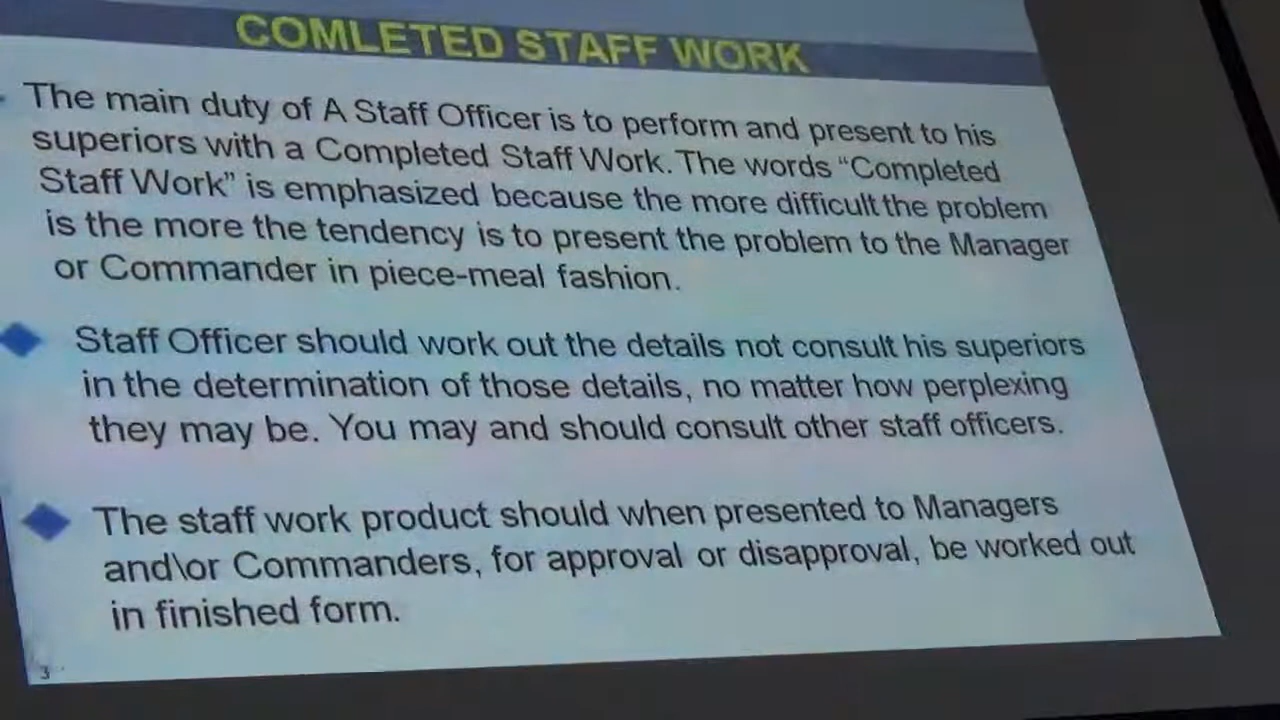 COMLETED STAFF WORK
The main duty of A Staff Officer is to perform and present to his
superiors with a Completed Staff Work. The words “Completed
Staff Work” is emphasized because the more difficult the problem
is the more the tendency is to present the problem to the Manager
or Commander in piece-meal fashion.
Staff Officer should work out the details not consult his superiors
in the determination of those details, no matter how perplexing
they may be. You may and should consult other staff officers.
The staff work product should when presented to Managers
and\or Commanders, for approval or disapproval, be worked out
in finished form.
3